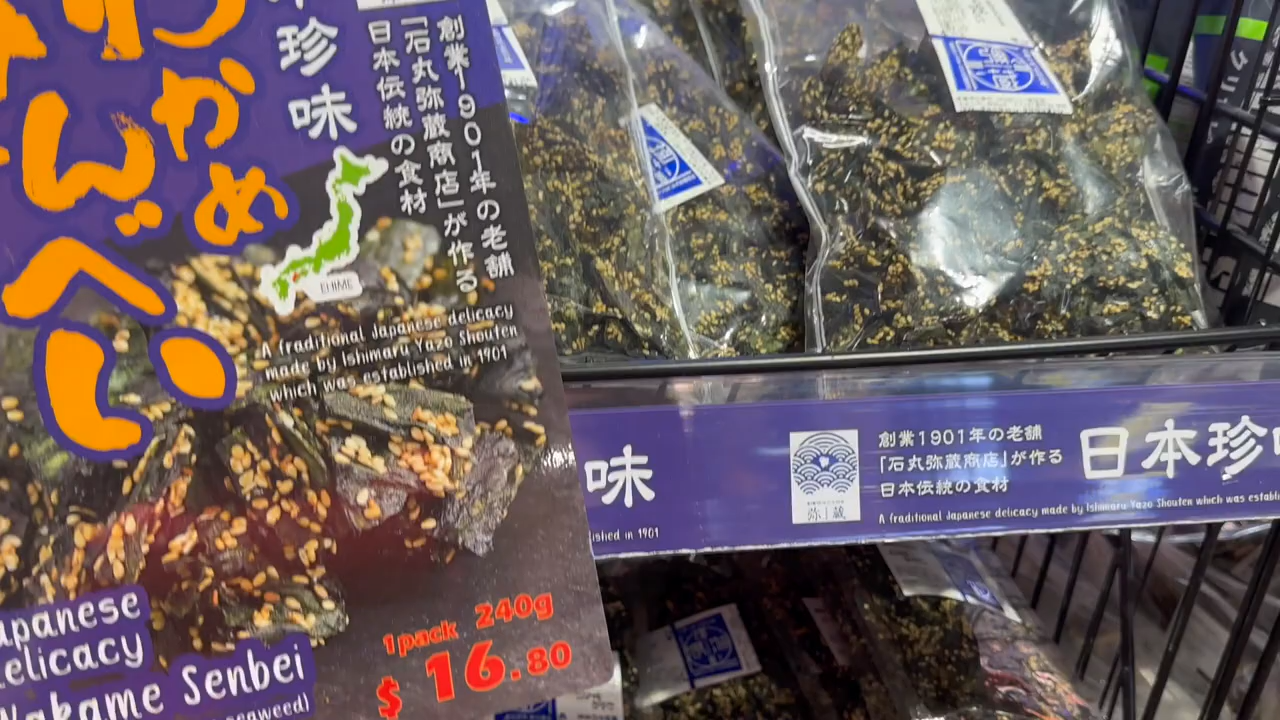 わかめ
せんべい
珍味
創業1901年の老舗
「石丸弥蔵商店」が作る
日本伝統の食材
EHIME
A traditional Japanese delicacy
made by Ishimaru Yazo Shouten
which was established in 1901
Japanese
delicacy
Wakame Senbei
seaweed)
1pack 240g
$16.80
味
ished in 1901
弥蔵
創業1901年の老舗
「石丸弥蔵商店」が作る
日本伝統の食材
日本珍味
A traditional Japanese delicacy made by Ishimaru Yazo Shouten which was establi